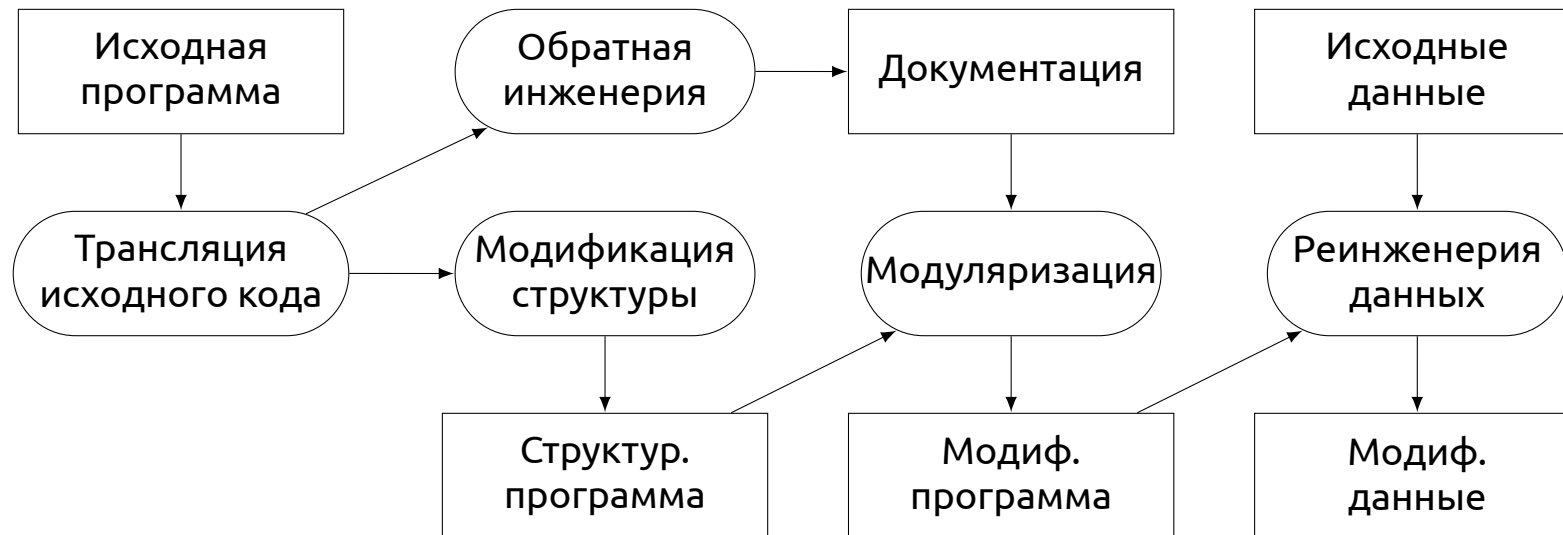 Исходная
программа
Обратная
инженерия
Документация
Исходные
данные
Трансляция
исходного кода
Модификация
структуры
Модуляризация
Реинженерия
данных
Структур.
программа
Модиф.
программа
Модиф.
данные